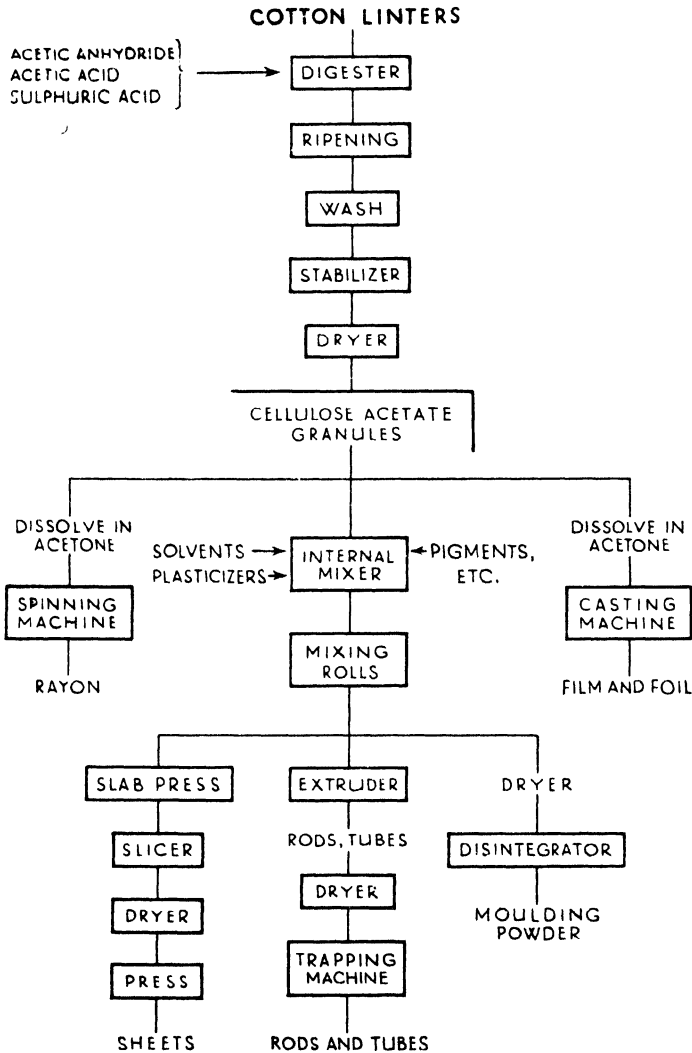 COTTON LINTERS
ACETIC ANHYDRIDE
ACETIC ACID
SULPHURIC ACID
DIGESTER
RIPENING
WASH
STABILIZER
DRYER
CELLULOSE ACETATE
GRANULES
DISSOLVE IN
ACETONE
SPINNING
MACHINE
RAYON
SOLVENTS
PLASTICIZERS
INTERNAL
MIXER
PIGMENTS,
ETC.
DISSOLVE IN
ACETONE
CASTING
MACHINE
FILM AND FOIL
MIXING
ROLLS
SLAB PRESS
SLICER
DRYER
PRESS
SHEETS
EXTRUDER
RODS, TUBES
DRYER
TRAPPING
MACHINE
RODS AND TUBES
DRYER
DISINTEGRATOR
MOULDING
POWDER